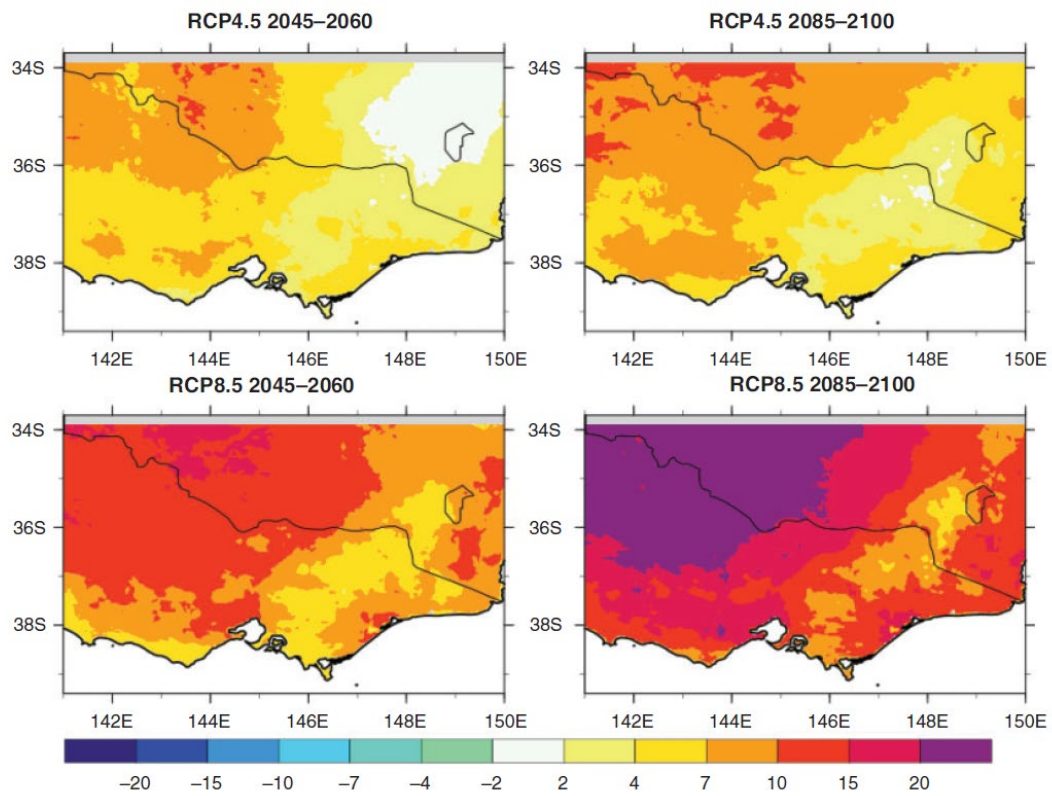 RCP4.5 2045–2060 RCP4.5 2085–2100
34S 34S
36S 36S
38S 38S
142E 144E 146E 148E 150E 142E 144E 146E 148E 150E
RCP8.5 2045–2060 RCP8.5 2085–2100
34S 34S
36S 36S
38S 38S
142E 144E 146E 148E 150E 142E 144E 146E 148E 150E
–20 –15 –10 –7 –4 –2 2 4 7 10 15 20